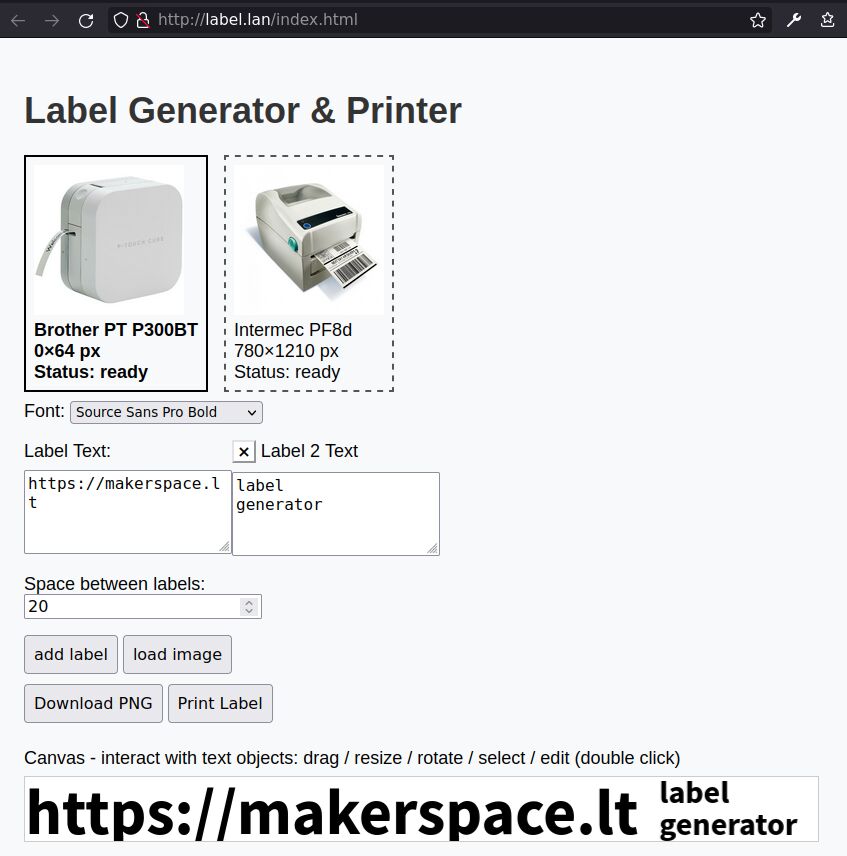 http://label.lan/index.html
Label Generator & Printer
P-TOUCH CUBE
Brother PT P300BT
0×64 px
Status: ready
Intermec PF8d
780×1210 px
Status: ready
Font: Source Sans Pro Bold
Label Text:
https://makerspace.l
t
× Label 2 Text
label
generator
Space between labels:
20
add label load image
Download PNG Print Label
Canvas - interact with text objects: drag / resize / rotate / select / edit (double click)
https://makerspace.lt
label
generator